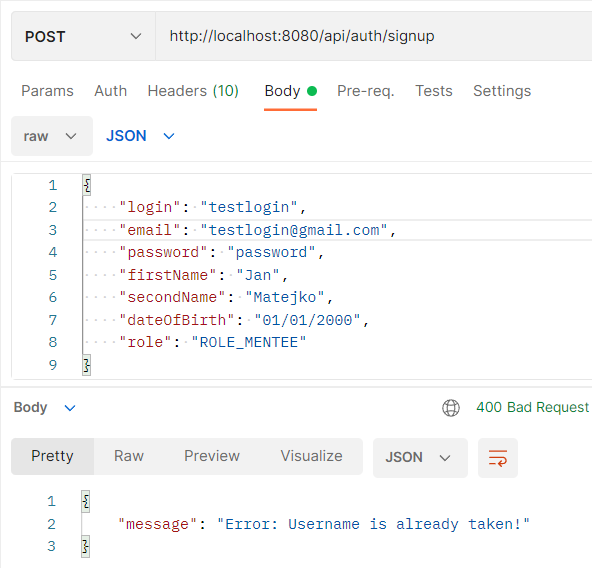 POST http://localhost:8080/api/auth/signup
Params Auth Headers (10) Body Pre-req. Tests Settings
raw JSON
1 {
2 "login": "testlogin",
3 "email": "testlogin@gmail.com",
4 "password": "password",
5 "firstName": "Jan",
6 "secondName": "Matejko",
7 "dateOfBirth": "01/01/2000",
8 "role": "ROLE_MENTEE"
9 }
Body 400 Bad Request
Pretty Raw Preview Visualize JSON
1 {
2 "message": "Error: Username is already taken!"
3 }